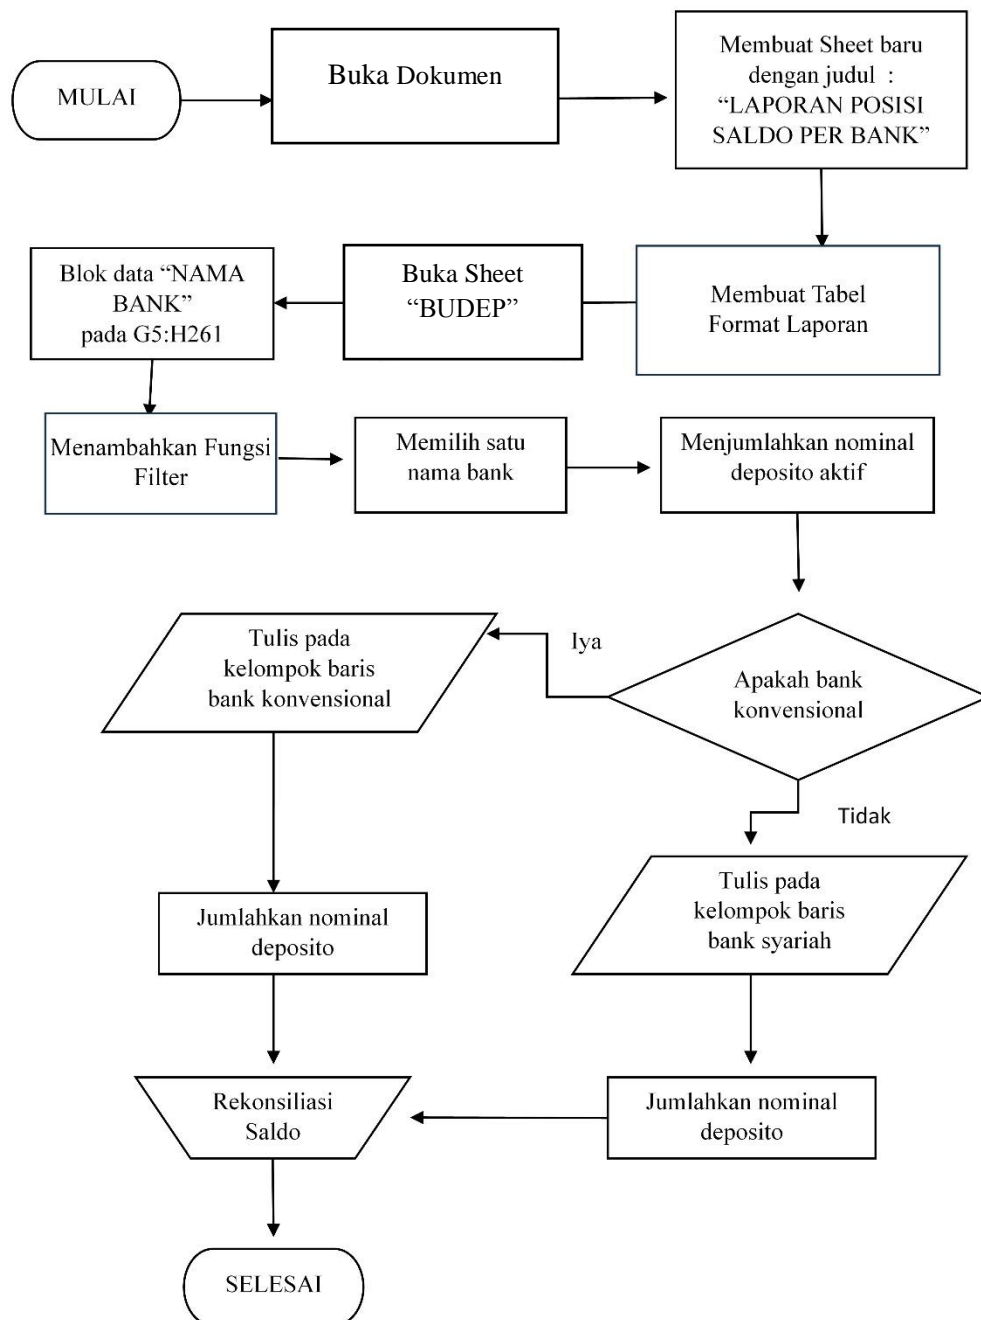 MULAI
Buka Dokumen
Membuat Sheet baru
dengan judul :
“LAPORAN POSISI
SALDO PER BANK”
Membuat Tabel
Format Laporan
Buka Sheet
“BUDEP”
Blok data “NAMA
BANK”
pada G5:H261
Menambahkan Fungsi
Filter
Memilih satu
nama bank
Menjumlahkan nominal
deposito aktif
Apakah bank
konvensional
Iya
Tulis pada
kelompok baris
bank konvensional
Jumlahkan nominal
deposito
Tidak
Tulis pada
kelompok baris
bank syariah
Jumlahkan nominal
deposito
Rekonsiliasi
Saldo
SELESAI